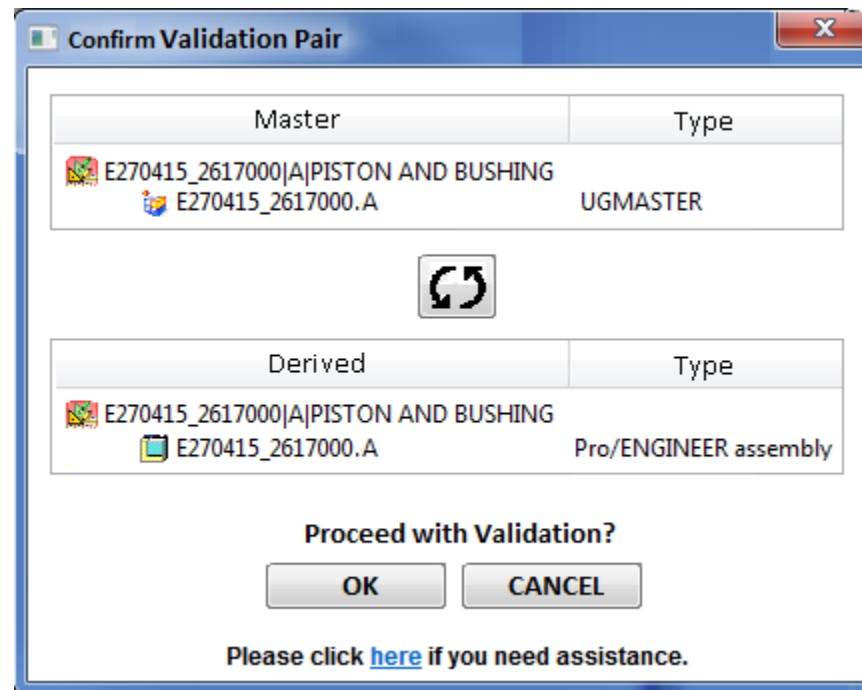 Confirm Validation Pair
x
Master Type
E270415_2617000|A|PISTON AND BUSHING
E270415_2617000.A UGMASTER
Derived Type
E270415_2617000|A|PISTON AND BUSHING
E270415_2617000.A Pro/ENGINEER assembly
Proceed with Validation?
OK CANCEL
Please click here if you need assistance.